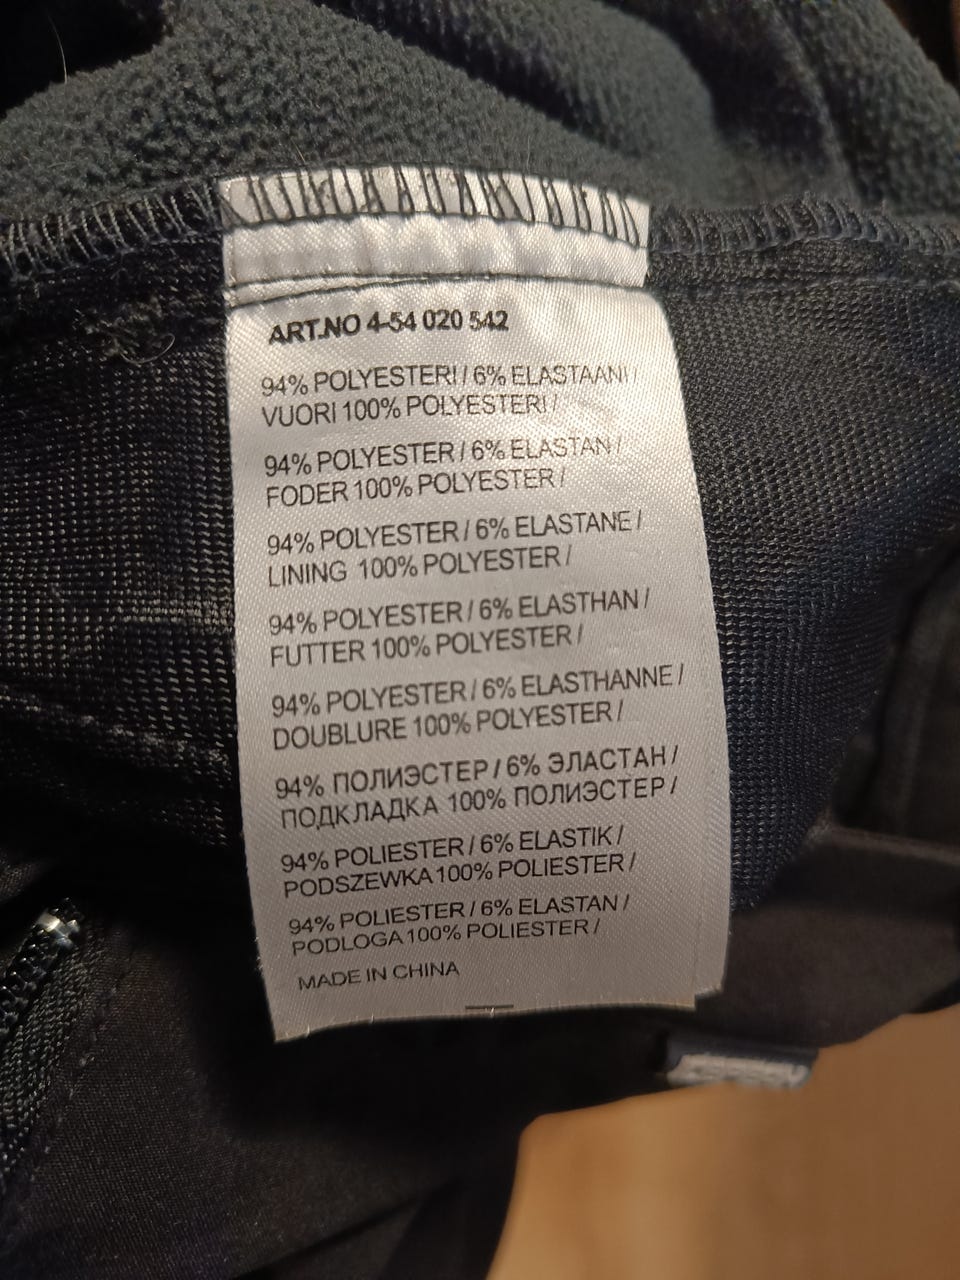 ART.NO 4-54 020 542
94% POLYESTERI / 6% ELASTAANI /
VUORI 100% POLYESTERI /
94% POLYESTER / 6% ELASTAN /
FODER 100% POLYESTER /
94% POLYESTER / 6% ELASTANE /
LINING 100% POLYESTER /
94% POLYESTER / 6% ELASTHAN /
FUTTER 100% POLYESTER /
94% POLYESTER / 6% ELASTHANNE /
DOUBLURE 100% POLYESTER /
94% ПОЛИЭСТЕР / 6% ЭЛАСТАН /
ПОДКЛАДКА 100% ПОЛИЭСТЕР /
94% POLIESTER / 6% ELASTIK /
PODSZEWKA 100% POLIESTER /
94% POLIESTER / 6% ELASTAN /
PODLOGA 100% POLIESTER /
MADE IN CHINA